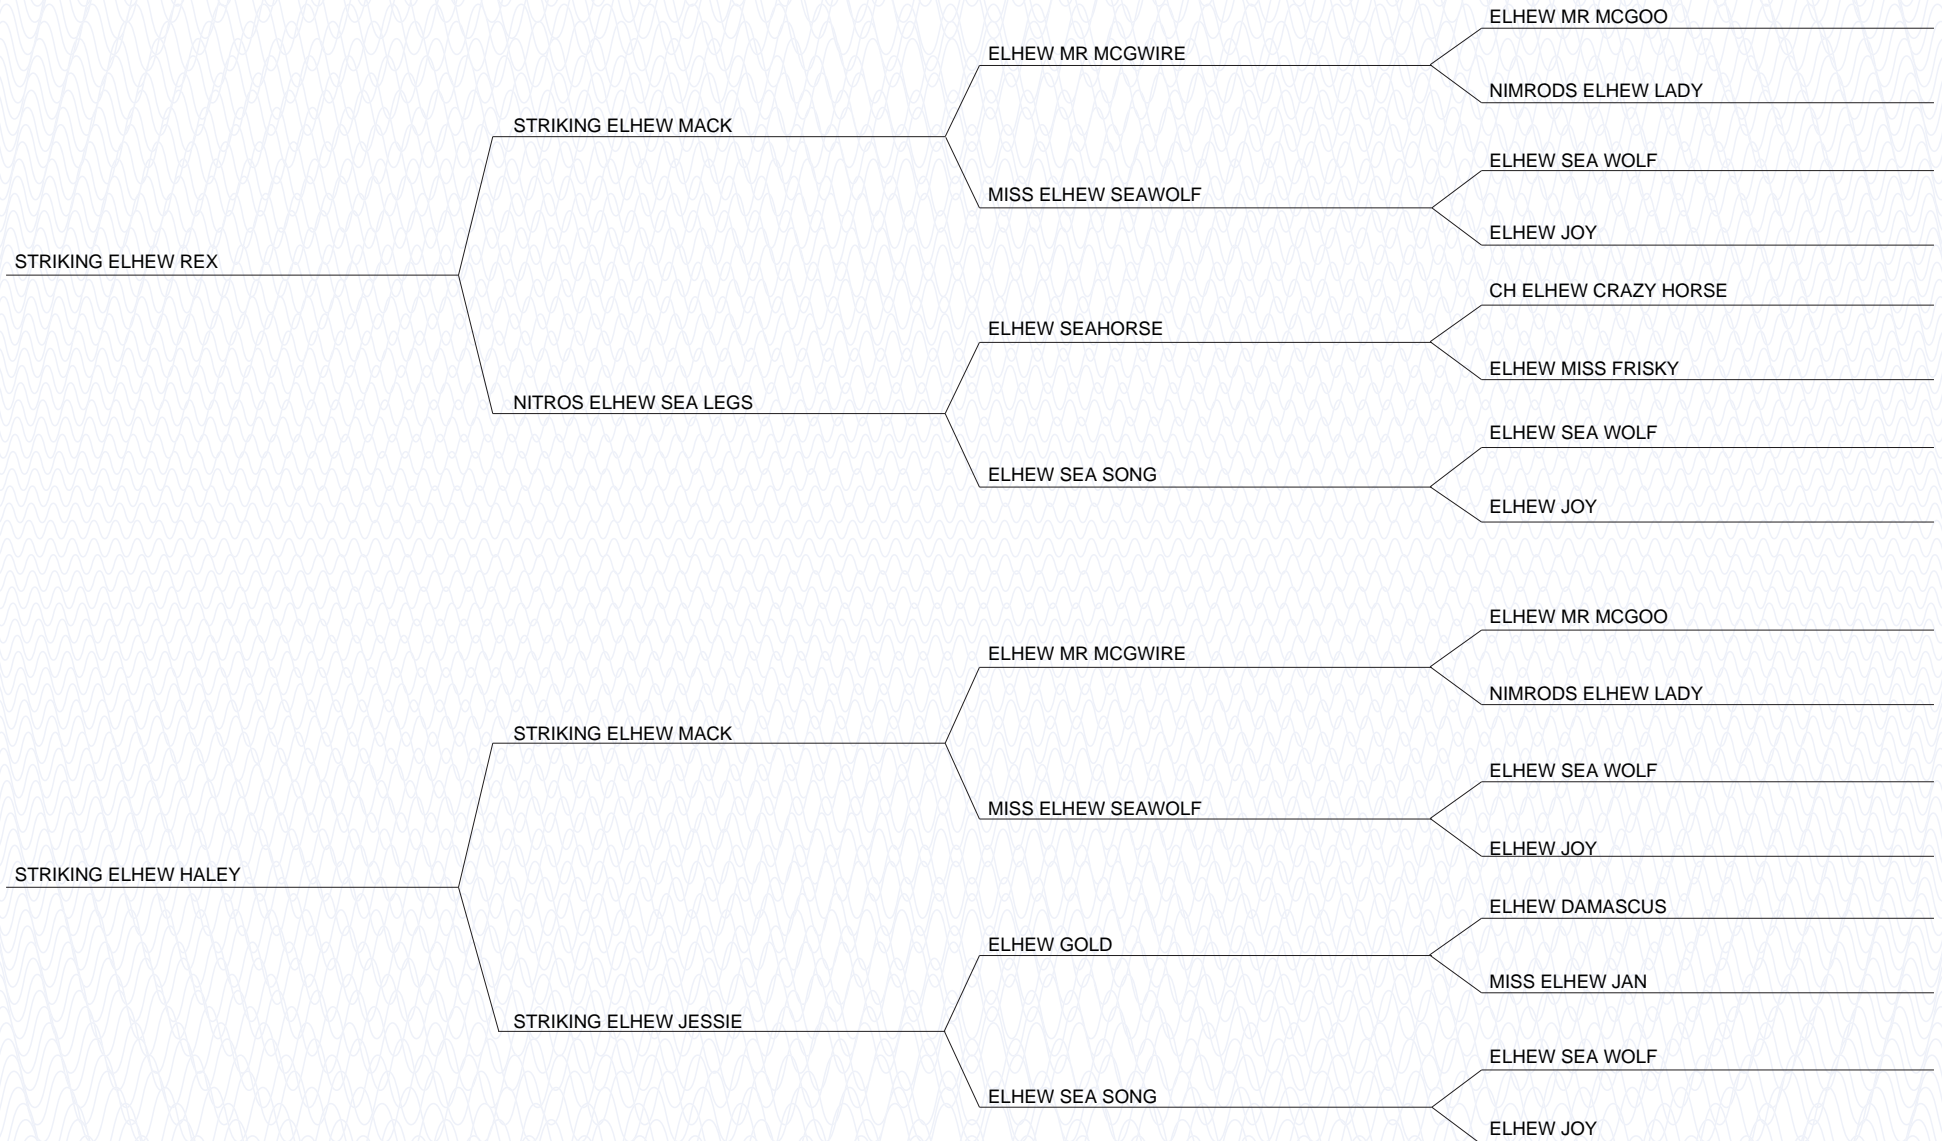 ELHEW MR MCGOO
ELHEW MR MCGWIRE
NIMRODS ELHEW LADY
STRIKING ELHEW MACK
ELHEW SEA WOLF
MISS ELHEW SEAWOLF
ELHEW JOY
STRIKING ELHEW REX
CH ELHEW CRAZY HORSE
ELHEW SEAHORSE
ELHEW MISS FRISKY
NITROS ELHEW SEA LEGS
ELHEW SEA WOLF
ELHEW SEA SONG
ELHEW JOY
ELHEW MR MCGOO
ELHEW MR MCGWIRE
NIMRODS ELHEW LADY
STRIKING ELHEW MACK
ELHEW SEA WOLF
MISS ELHEW SEAWOLF
ELHEW JOY
STRIKING ELHEW HALEY
ELHEW DAMASCUS
ELHEW GOLD
MISS ELHEW JAN
STRIKING ELHEW JESSIE
ELHEW SEA WOLF
ELHEW SEA SONG
ELHEW JOY